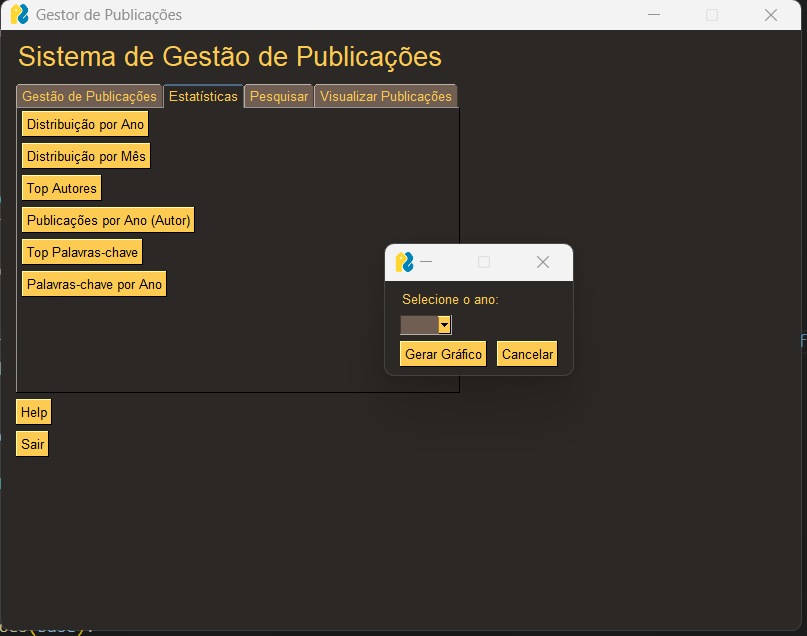 Gestor de Publicações
Sistema de Gestão de Publicações
Gestão de Publicações Estatísticas Pesquisar Visualizar Publicações
Distribuição por Ano
Distribuição por Mês
Top Autores
Publicações por Ano (Autor)
Top Palavras-chave
Palavras-chave por Ano
Selecione o ano:
Gerar Gráfico Cancelar
Help
Sair